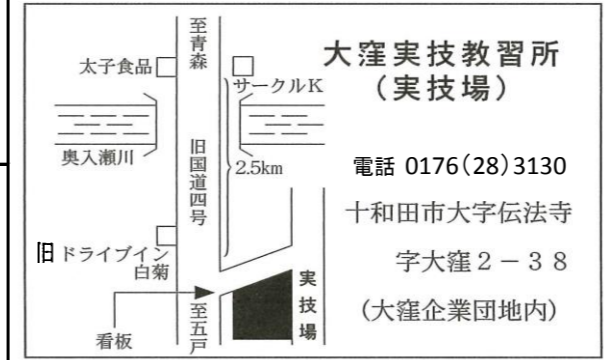 至青森
太子食品
サークルK
奥入瀬川
旧国道四号
2.5km
旧ドライブイン
白菊
看板
至五戸
実技場
大窪実技教習所
（実技場）
電話 0176（28）3130
十和田市大字伝法寺
字大窪２－３８
（大窪企業団地内）